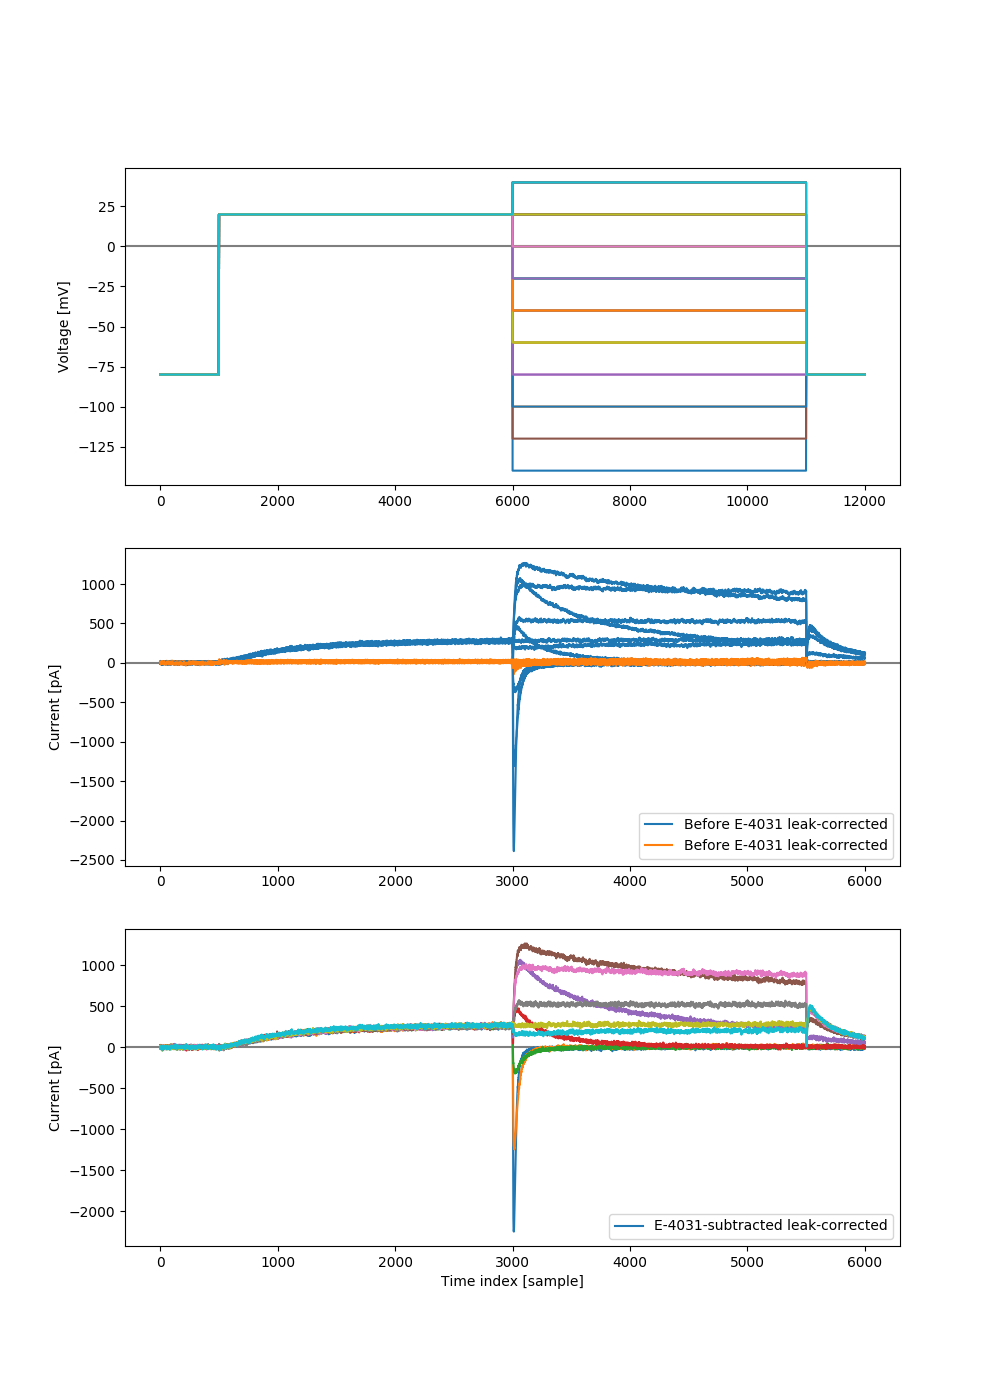 Voltage [mV]
25
0
−25
−50
−75
−100
−125
0 2000 4000 6000 8000 10000 12000
Current [pA]
1000
500
0
−500
−1000
−1500
−2000
−2500
Before E-4031 leak-corrected
Before E-4031 leak-corrected
0 1000 2000 3000 4000 5000 6000
Current [pA]
1000
500
0
−500
−1000
−1500
−2000
E-4031-subtracted leak-corrected
0 1000 2000 3000 4000 5000 6000
Time index [sample]